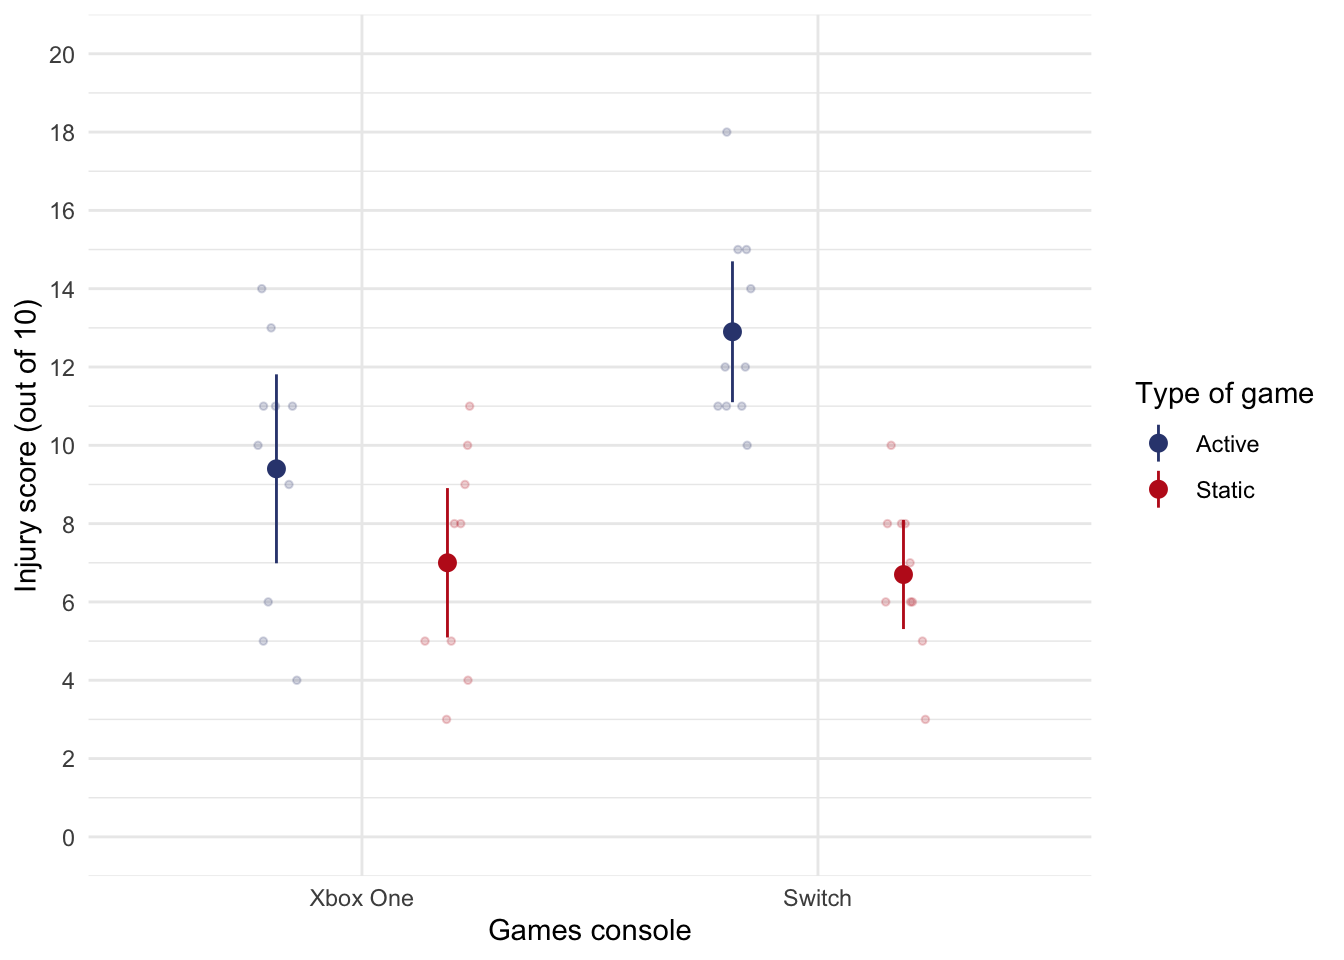 20
18
16
14
12
10
8
6
4
2
0
Injury score (out of 10)
Xbox One
Switch
Games console
Type of game
Active
Static